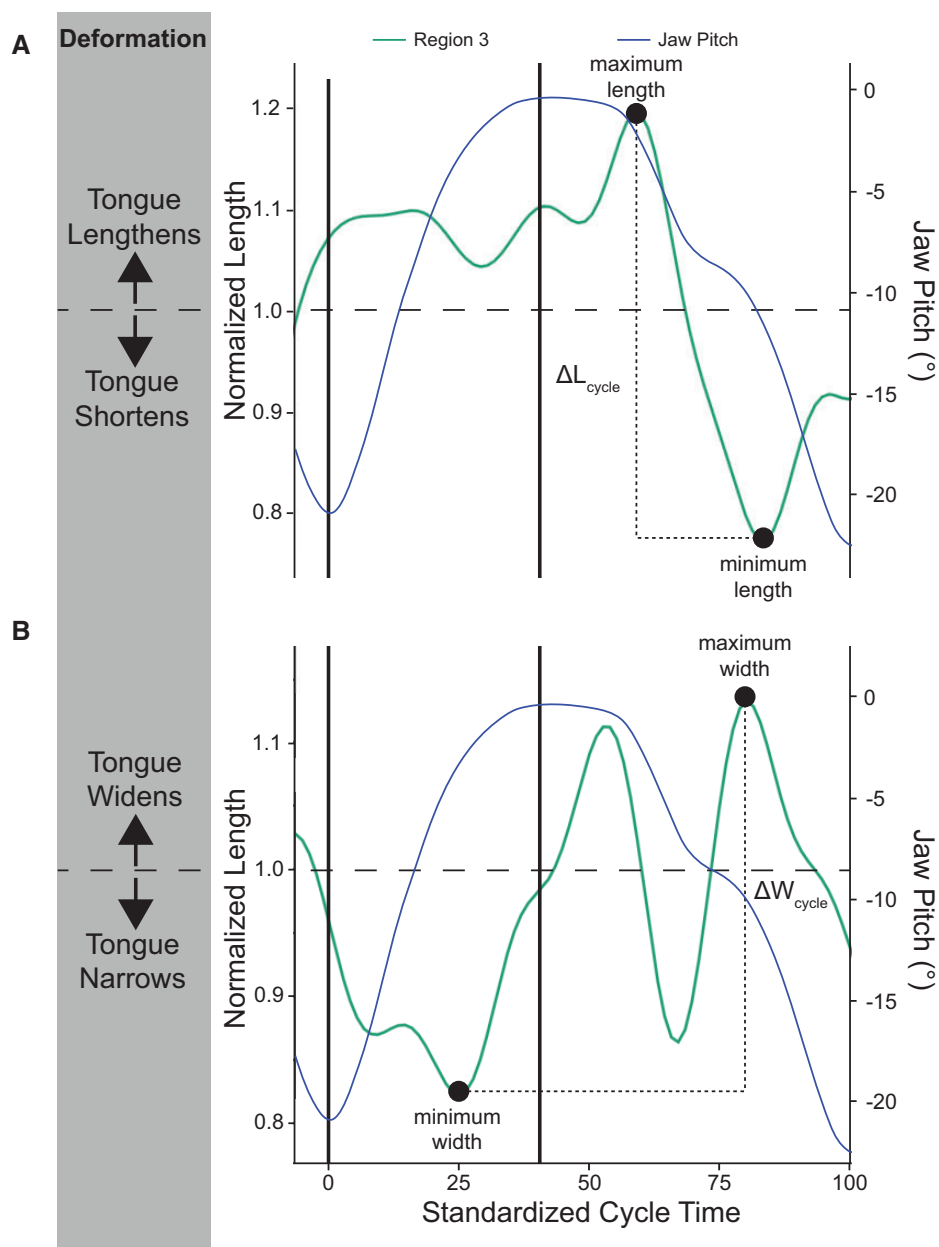 A
Deformation
Region 3
Jaw Pitch
maximum
length
1.2
1.1
1.0
0.9
0.8
Normalized Length
0
-5
-10
-15
-20
Jaw Pitch (°)
Tongue
Lengthens
Tongue
Shortens
ΔLcycle
minimum
length
B
maximum
width
1.1
1.0
0.9
0.8
Normalized Length
0
-5
-10
-15
-20
Jaw Pitch (°)
Tongue
Widens
Tongue
Narrows
ΔWcycle
minimum
width
0
25
50
75
100
Standardized Cycle Time